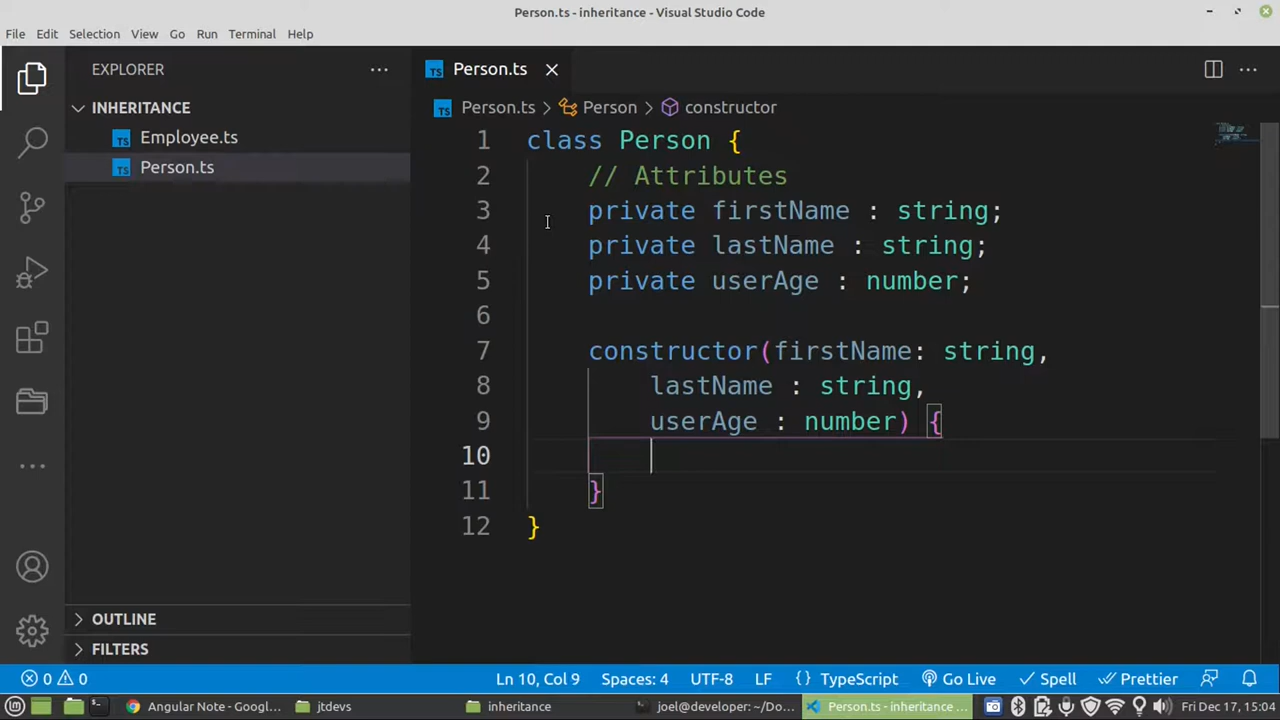 Person.ts - inheritance - Visual Studio Code
File Edit Selection View Go Run Terminal Help
EXPLORER
INHERITANCE
TS Employee.ts
TS Person.ts
OUTLINE
FILTERS
TS Person.ts
TS Person.ts > Person > constructor
1 class Person {
2 // Attributes
3 private firstName : string;
4 private lastName : string;
5 private userAge : number;
6
7 constructor(firstName: string,
8 lastName : string,
9 userAge : number) {
10
11 }
12 }
0 0 Ln 10, Col 9 Spaces: 4 UTF-8 LF {} TypeScript Go Live Spell Prettier
Angular Note - Googl... jtdevs inheritance joel@developer: ~/Do... Person.ts - inheritance ... Fri Dec 17, 15:04